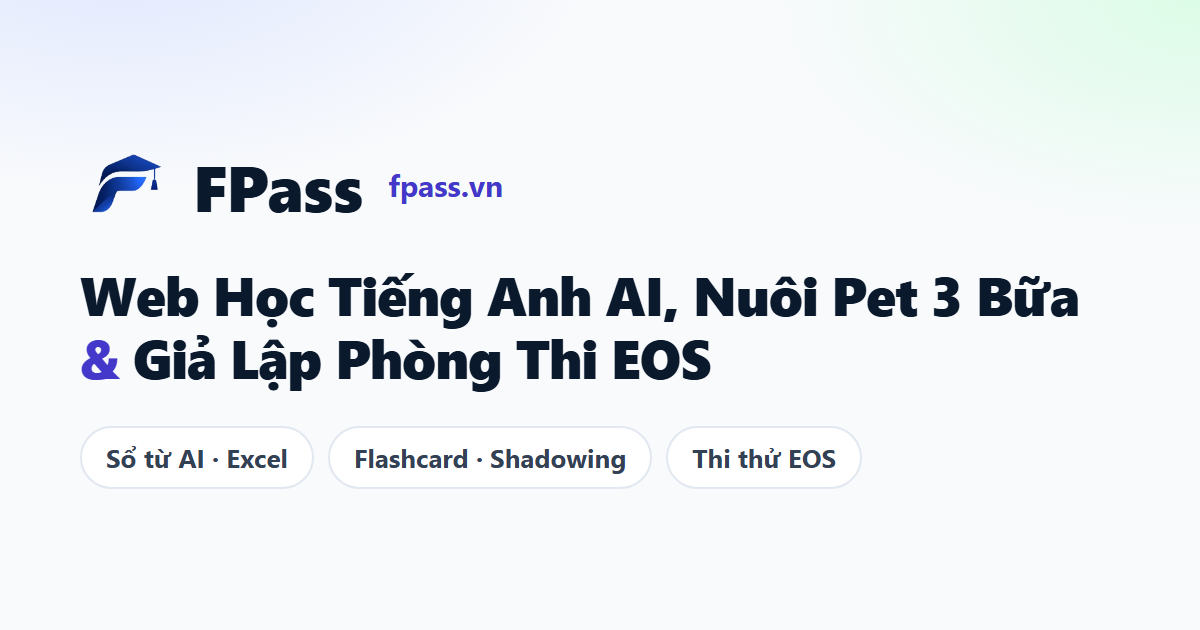 FPass fpass.vn
Web Học Tiếng Anh AI, Nuôi Pet 3 Bữa
& Giả Lập Phòng Thi EOS
Sổ từ AI · Excel
Flashcard · Shadowing
Thi thử EOS